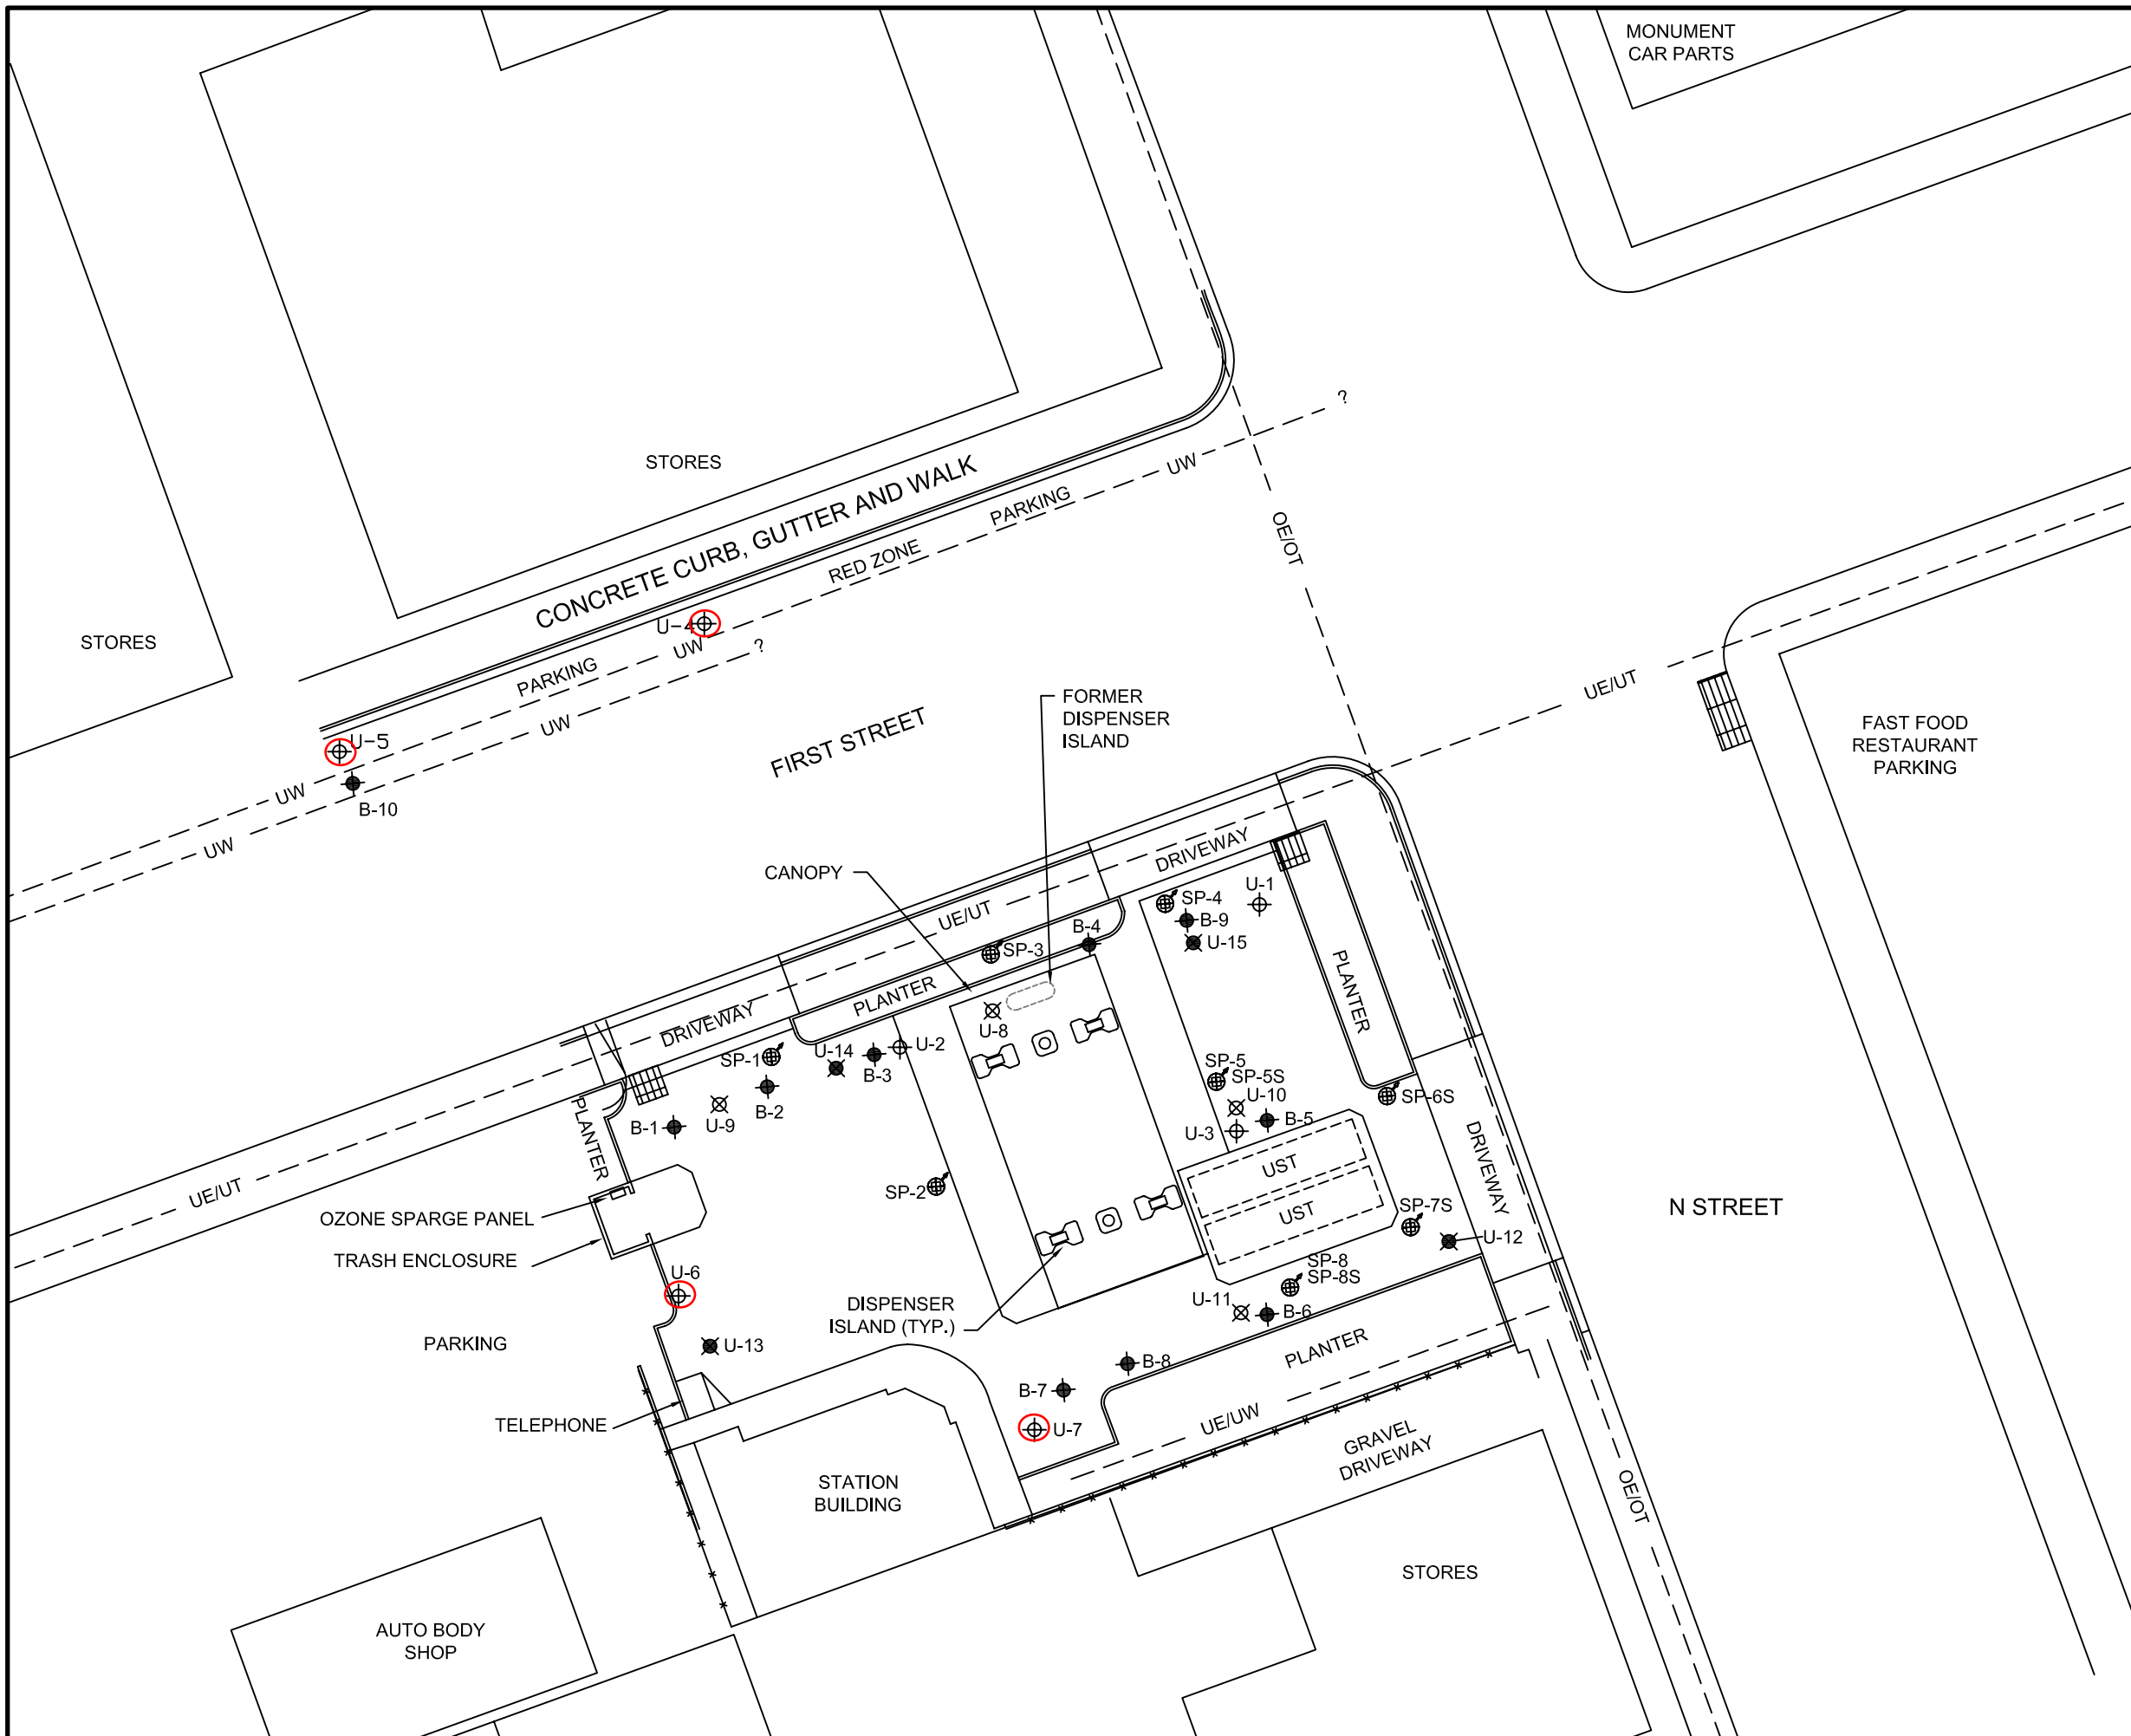 MONUMENT
CAR PARTS
STORES
CONCRETE CURB, GUTTER AND WALK
PARKING
UW
?
RED ZONE
OE/OT
STORES
U-4
UW
?
PARKING
UW
U-5
UW
B-10
UW
FIRST STREET
FORMER
DISPENSER
ISLAND
UE/UT
FAST FOOD
RESTAURANT
PARKING
CANOPY
DRIVEWAY
UE/UT
SP-4
U-1
B-9
U-15
B-4
SP-3
PLANTER
PLANTER
U-8
DRIVEWAY
SP-1
U-14
B-3
U-2
B-2
U-9
B-1
PLANTER
SP-5
SP-5S
U-10
B-5
U-3
SP-6S
DRIVEWAY
UST
UST
SP-2
UE/UT
OZONE SPARGE PANEL
TRASH ENCLOSURE
SP-7S
U-12
N STREET
SP-8
SP-8S
U-11
B-6
U-6
DISPENSER
ISLAND (TYP.)
PARKING
U-13
PLANTER
B-8
B-7
U-7
TELEPHONE
UE/UW
GRAVEL
DRIVEWAY
STATION
BUILDING
OE/OT
STORES
AUTO BODY
SHOP